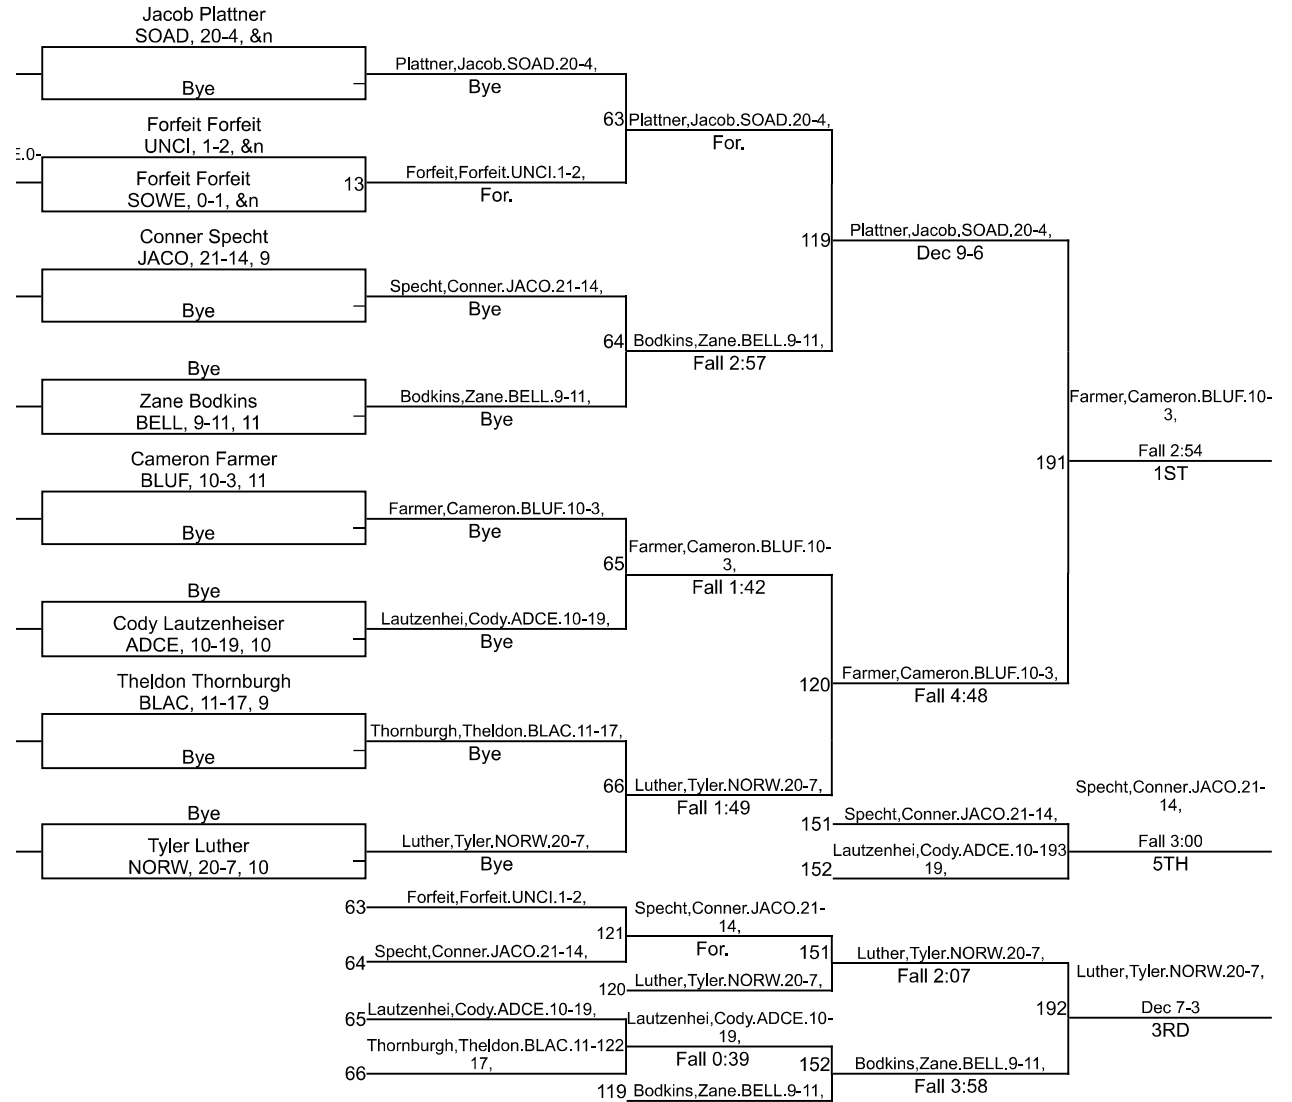 Jacob Plattner
SOAD, 20-4, &n
Plattner,Jacob.SOAD.20-4,
Bye
Bye
63
Plattner,Jacob.SOAD.20-4,
For.
Forfeit Forfeit
UNCI, 1-2, &n
E.0-
Forfeit Forfeit
SOWE, 0-1, &n
13
Forfeit,Forfeit.UNCI.1-2,
For.
119
Plattner,Jacob.SOAD.20-4,
Dec 9-6
Conner Specht
JACO, 21-14, 9
Specht,Conner.JACO.21-14,
Bye
Bye
64
Bodkins,Zane.BELL.9-11,
Fall 2:57
Bye
Zane Bodkins
BELL, 9-11, 11
Bodkins,Zane.BELL.9-11,
Bye
191
Farmer,Cameron.BLUF.10-
3,
Fall 2:54
1ST
Cameron Farmer
BLUF, 10-3, 11
Farmer,Cameron.BLUF.10-3,
Bye
Bye
65
Farmer,Cameron.BLUF.10-
3,
Fall 1:42
Bye
Cody Lautzenheiser
ADCE, 10-19, 10
Lautzenhei,Cody.ADCE.10-19,
Bye
120
Farmer,Cameron.BLUF.10-3,
Fall 4:48
Theldon Thornburgh
BLAC, 11-17, 9
Thornburgh,Theldon.BLAC.11-17,
Bye
Bye
66
Luther,Tyler.NORW.20-7,
Fall 1:49
Bye
Tyler Luther
NORW, 20-7, 10
Luther,Tyler.NORW.20-7,
Bye
151
Specht,Conner.JACO.21-14,
Lautzenhei,Cody.ADCE.10-193
19,
152
Specht,Conner.JACO.21-
14,
Fall 3:00
5TH
63
Forfeit,Forfeit.UNCI.1-2,
121
Specht,Conner.JACO.21-
14,
For.
64
Specht,Conner.JACO.21-14,
151
Luther,Tyler.NORW.20-7,
Fall 2:07
120
Luther,Tyler.NORW.20-7,
65
Lautzenhei,Cody.ADCE.10-19,
Lautzenhei,Cody.ADCE.10-
19,
Fall 0:39
Thornburgh,Theldon.BLAC.11-122
17,
66
152
Bodkins,Zane.BELL.9-11,
Fall 3:58
119
Bodkins,Zane.BELL.9-11,
192
Luther,Tyler.NORW.20-7,
Dec 7-3
3RD